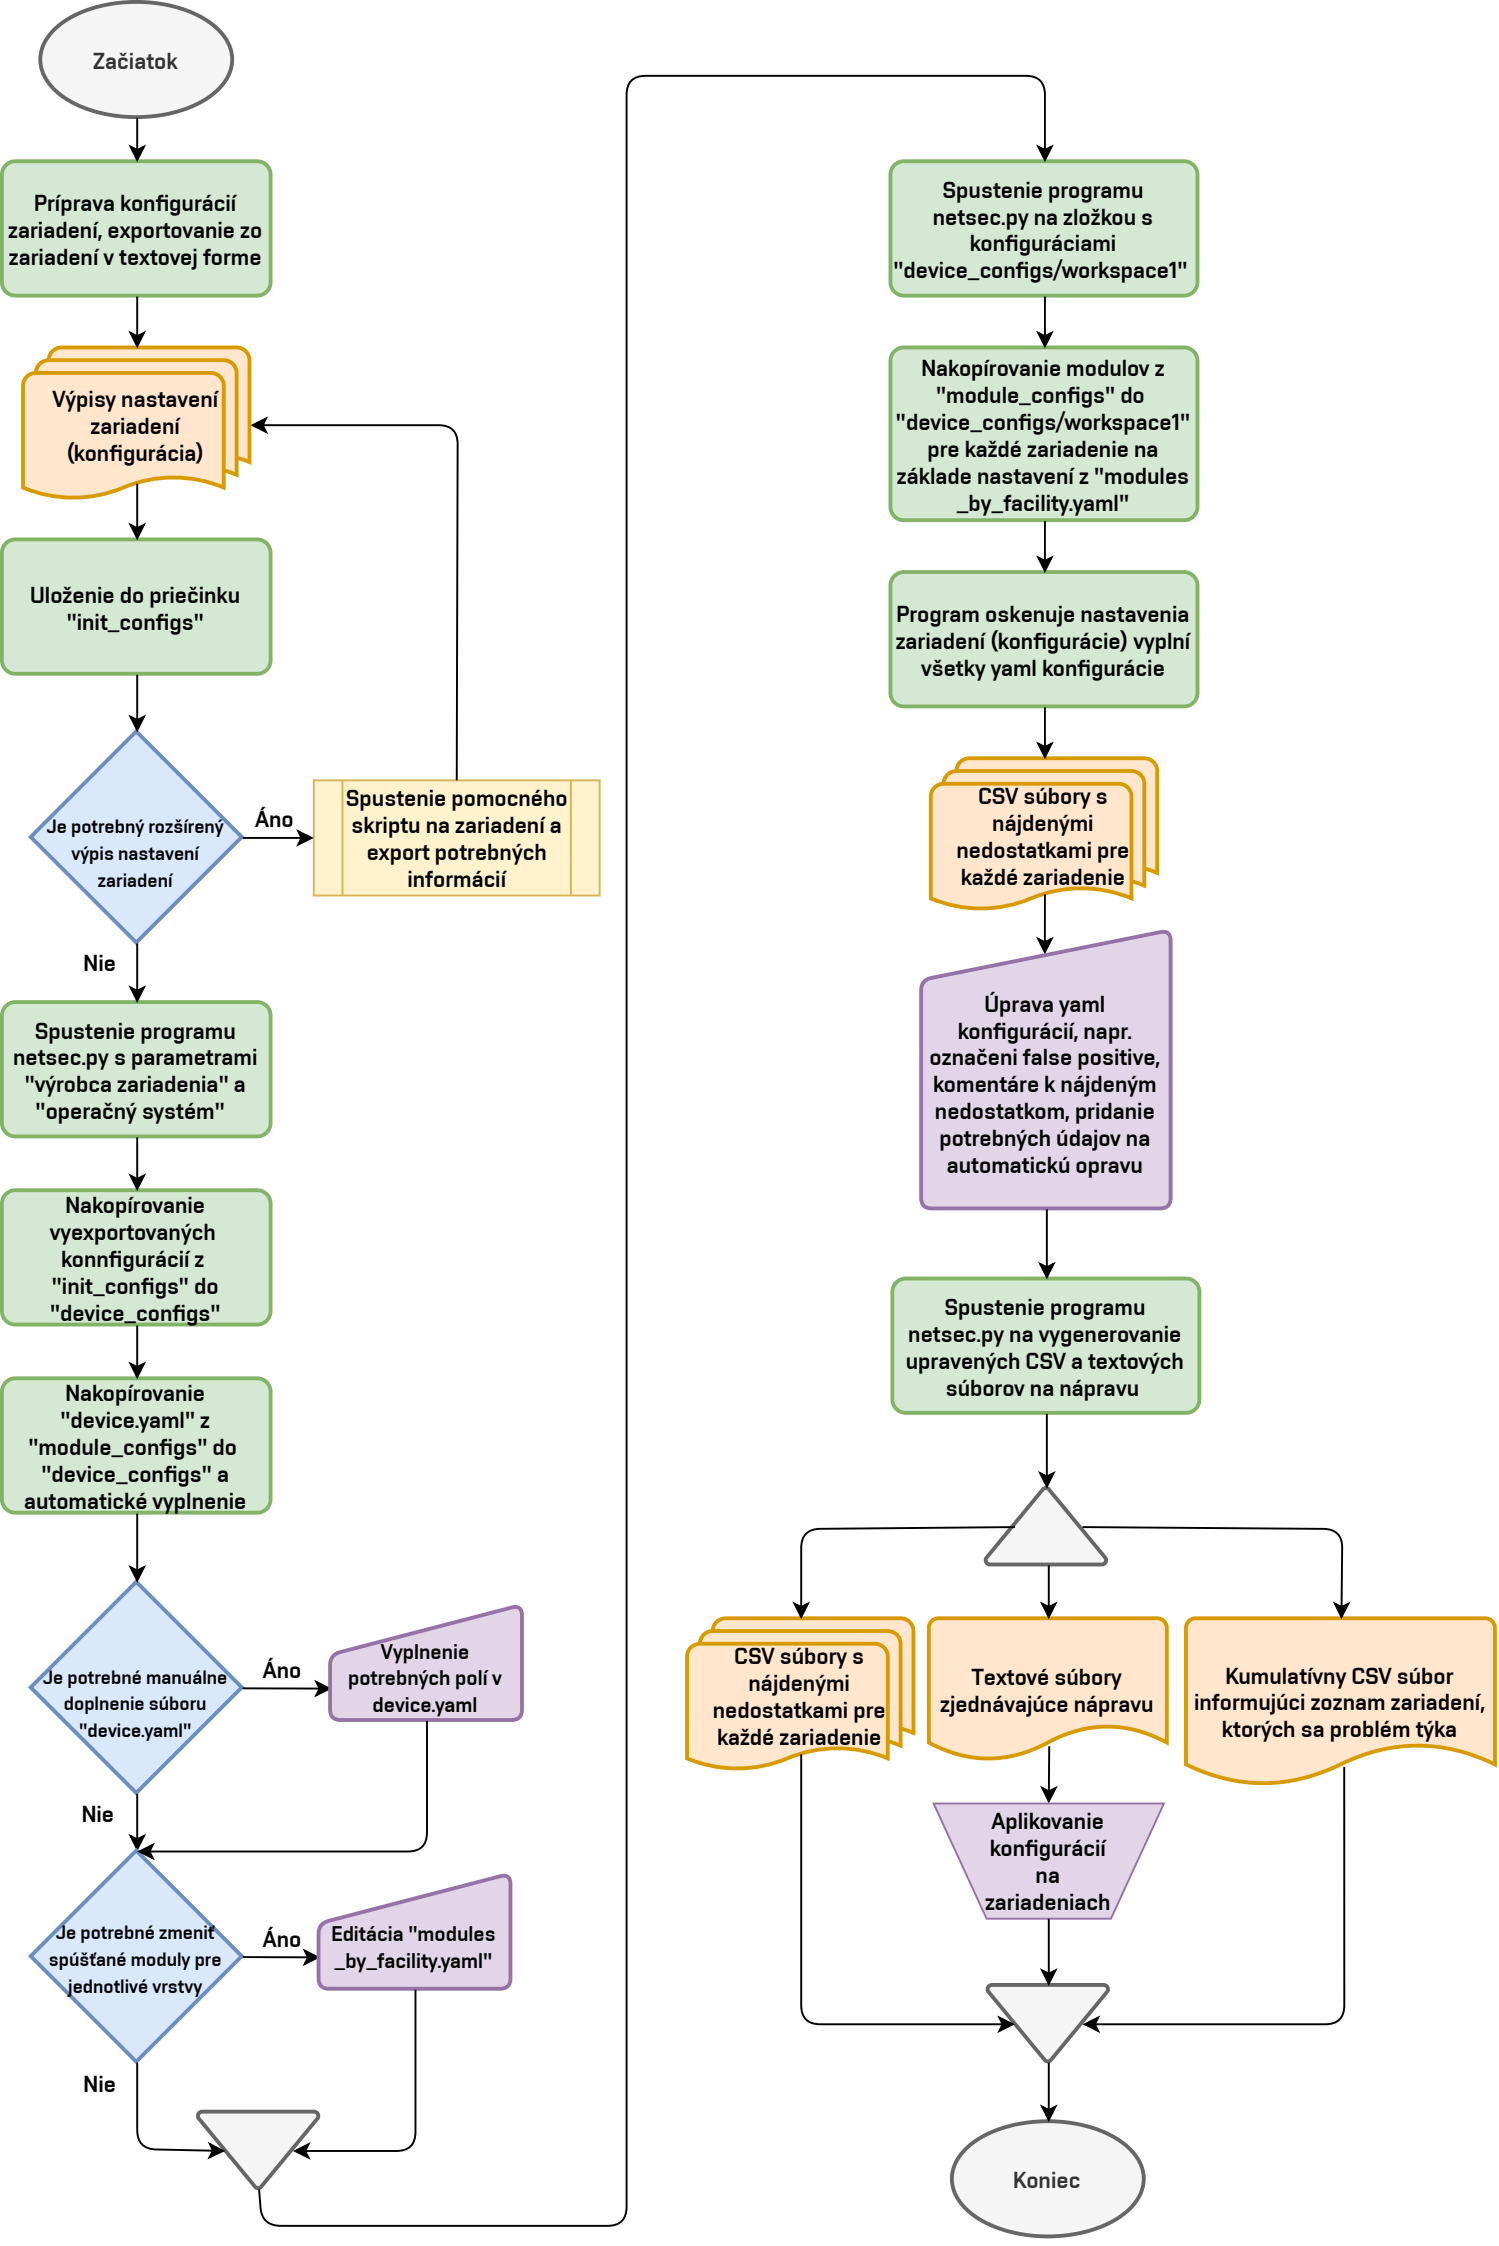 Začiatok
Príprava konfigurácií
zariadení, exportovanie zo
zariadení v textovej forme
Výpisy nastavení
zariadení
(konfigurácia)
Uloženie do priečinku
"init_configs"
Je potrebný rozšírený
výpis nastavení
zariadení
Áno
Spustenie pomocného
skriptu na zariadení a
export potrebných
informácií
Nie
Spustenie programu
netsec.py s parametrami
"výrobca zariadenia" a
"operačný systém"
Nakopírovanie
vyexportovaných
konnfigurácií z
"init_configs" do
"device_configs"
Nakopírovanie
"device.yaml" z
"module_configs" do
"device_configs" a
automatické vyplnenie
Je potrebné manuálne
doplnenie súboru
"device.yaml"
Áno
Vyplnenie
potrebných polí v
device.yaml
Nie
Je potrebné zmeniť
spúšťané moduly pre
jednotlivé vrstvy
Áno
Editácia "modules
_by_facility.yaml"
Nie
Spustenie programu
netsec.py na zložkou s
konfiguráciami
"device_configs/workspace1"
Nakopírovanie modulov z
"module_configs" do
"device_configs/workspace1"
pre každé zariadenie na
základe nastavení z "modules
_by_facility.yaml"
Program oskenuje nastavenia
zariadení (konfigurácie) vyplní
všetky yaml konfigurácie
CSV súbory s
nájdenými
nedostatkami pre
každé zariadenie
Úprava yaml
konfigurácií, napr.
označeni false positive,
komentáre k nájdeným
nedostatkom, pridanie
potrebných údajov na
automatickú opravu
Spustenie programu
netsec.py na vygenerovanie
upravených CSV a textových
súborov na nápravu
CSV súbory s
nájdenými
nedostatkami pre
každé zariadenie
Textové súbory
zjednávajúce nápravu
Kumulatívny CSV súbor
informujúci zoznam zariadení,
ktorých sa problém týka
Aplikovanie
konfigurácií
na
zariadeniach
Koniec